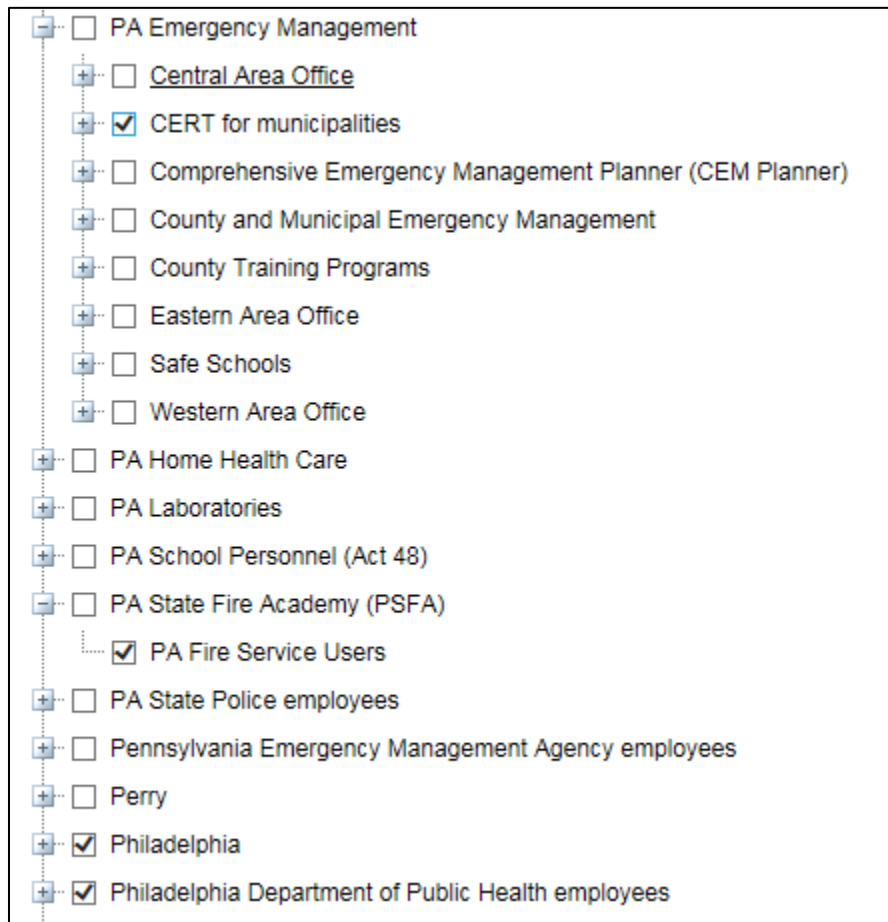 PA Emergency Management
Central Area Office
CERT for municipalities
Comprehensive Emergency Management Planner (CEM Planner)
County and Municipal Emergency Management
County Training Programs
Eastern Area Office
Safe Schools
Western Area Office
PA Home Health Care
PA Laboratories
PA School Personnel (Act 48)
PA State Fire Academy (PSFA)
PA Fire Service Users
PA State Police employees
Pennsylvania Emergency Management Agency employees
Perry
Philadelphia
Philadelphia Department of Public Health employees